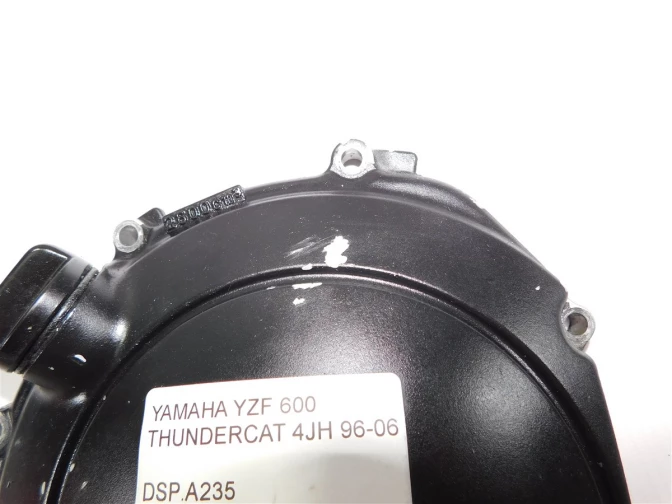 YAMAHA YZF 600
THUNDERCAT 4JH 96-06
DSP.A235